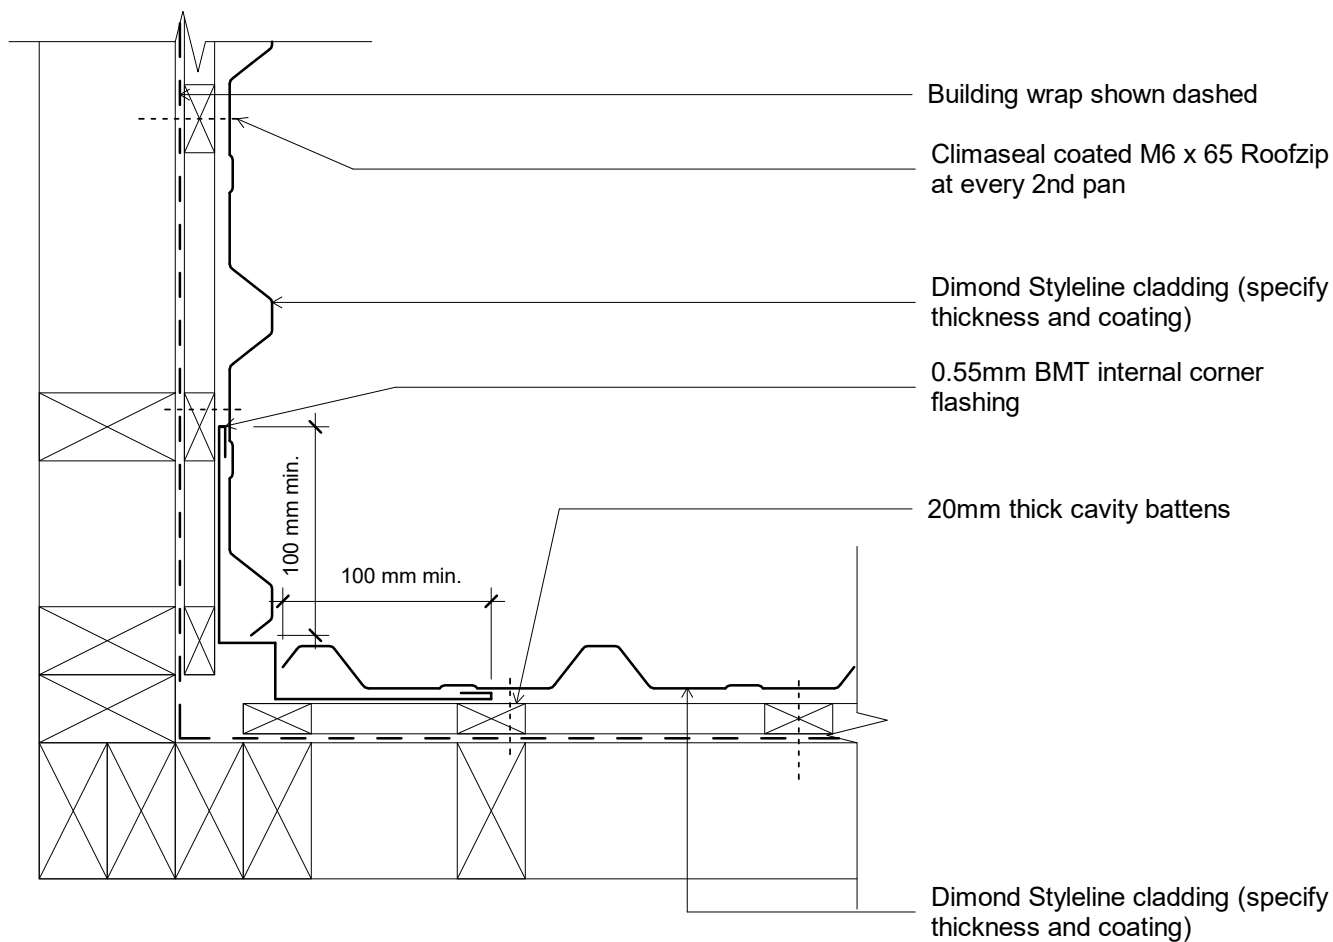 Building wrap shown dashed
Climaseal coated M6 x 65 Roofzip
at every 2nd pan
Dimond Styleline cladding (specify
thickness and coating)
0.55mm BMT internal corner
flashing
100 mm min.
20mm thick cavity battens
100 mm min.
Dimond Styleline cladding (specify
thickness and coating)